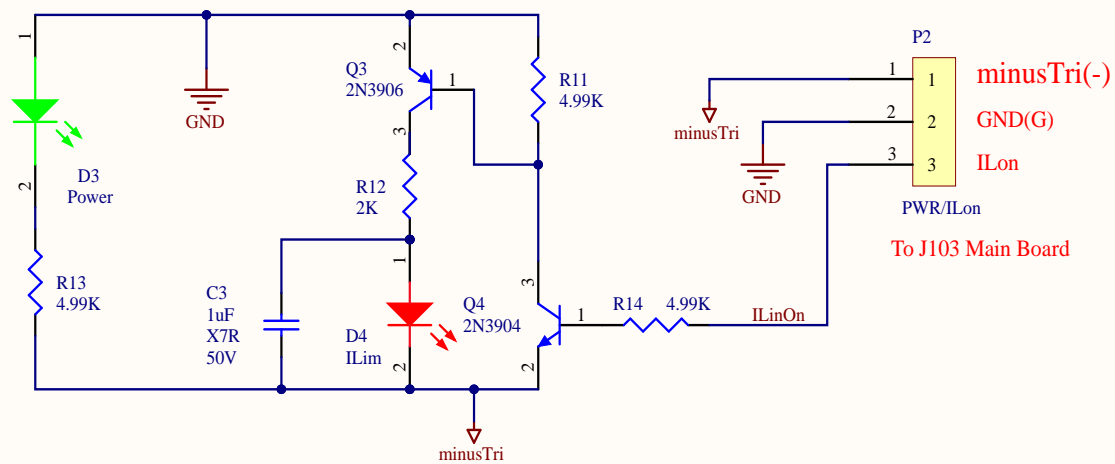 1
D3
Power
2
R13
4.99K
GND
2
Q3
2N3906
1
3
R12
2K
R11
4.99K
C3
1uF
X7R
50V
1
D4
ILim
2
3
Q4
2N3904
1
2
R14
4.99K
ILinOn
minusTri
P2
1
1
minusTri(-)
minusTri
2
2
GND(G)
GND
3
3
ILon
PWR/ILon
To J103 Main Board